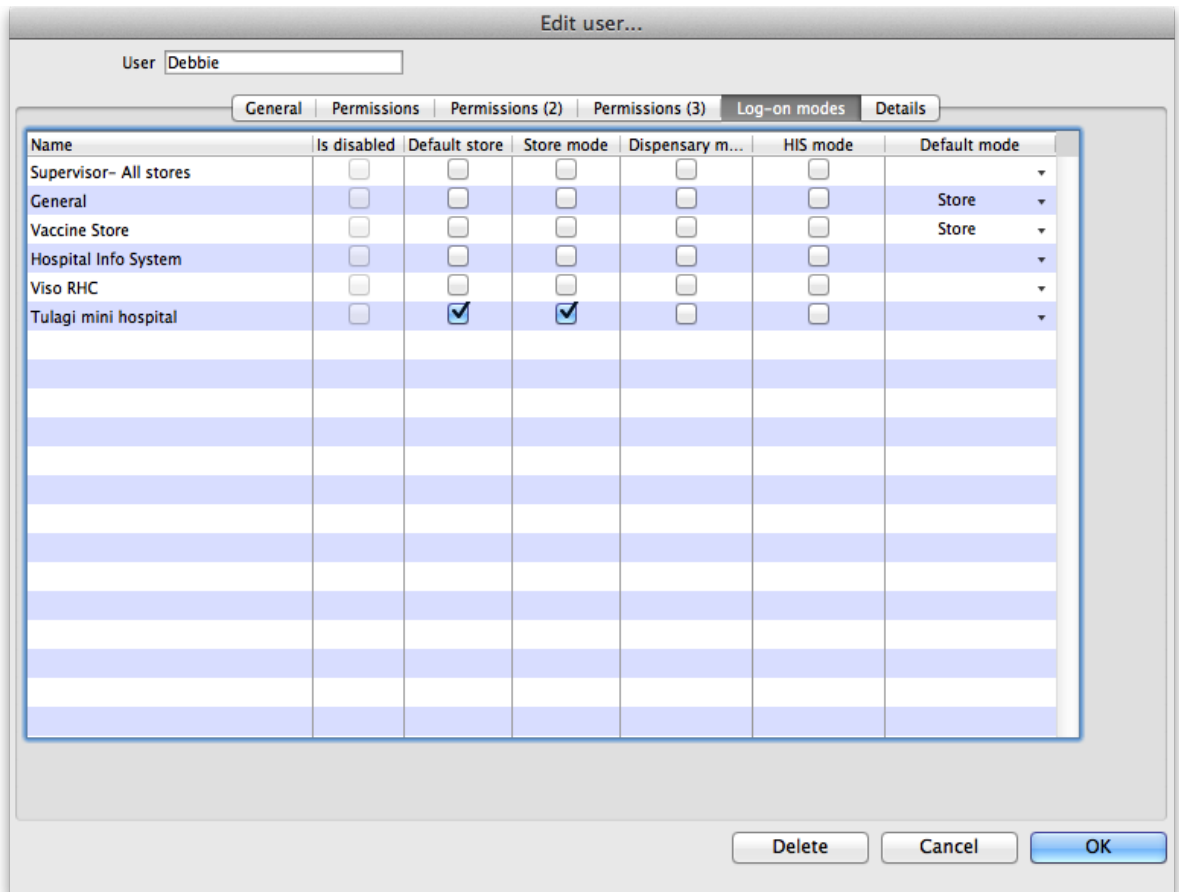 Edit user...
User Debbie
General Permissions Permissions (2) Permissions (3) Log-on modes Details
Name Is disabled Default store Store mode Dispensary m... HIS mode Default mode
Supervisor- All stores
General Store
Vaccine Store Store
Hospital Info System
Viso RHC
Tulagi mini hospital
Delete Cancel OK